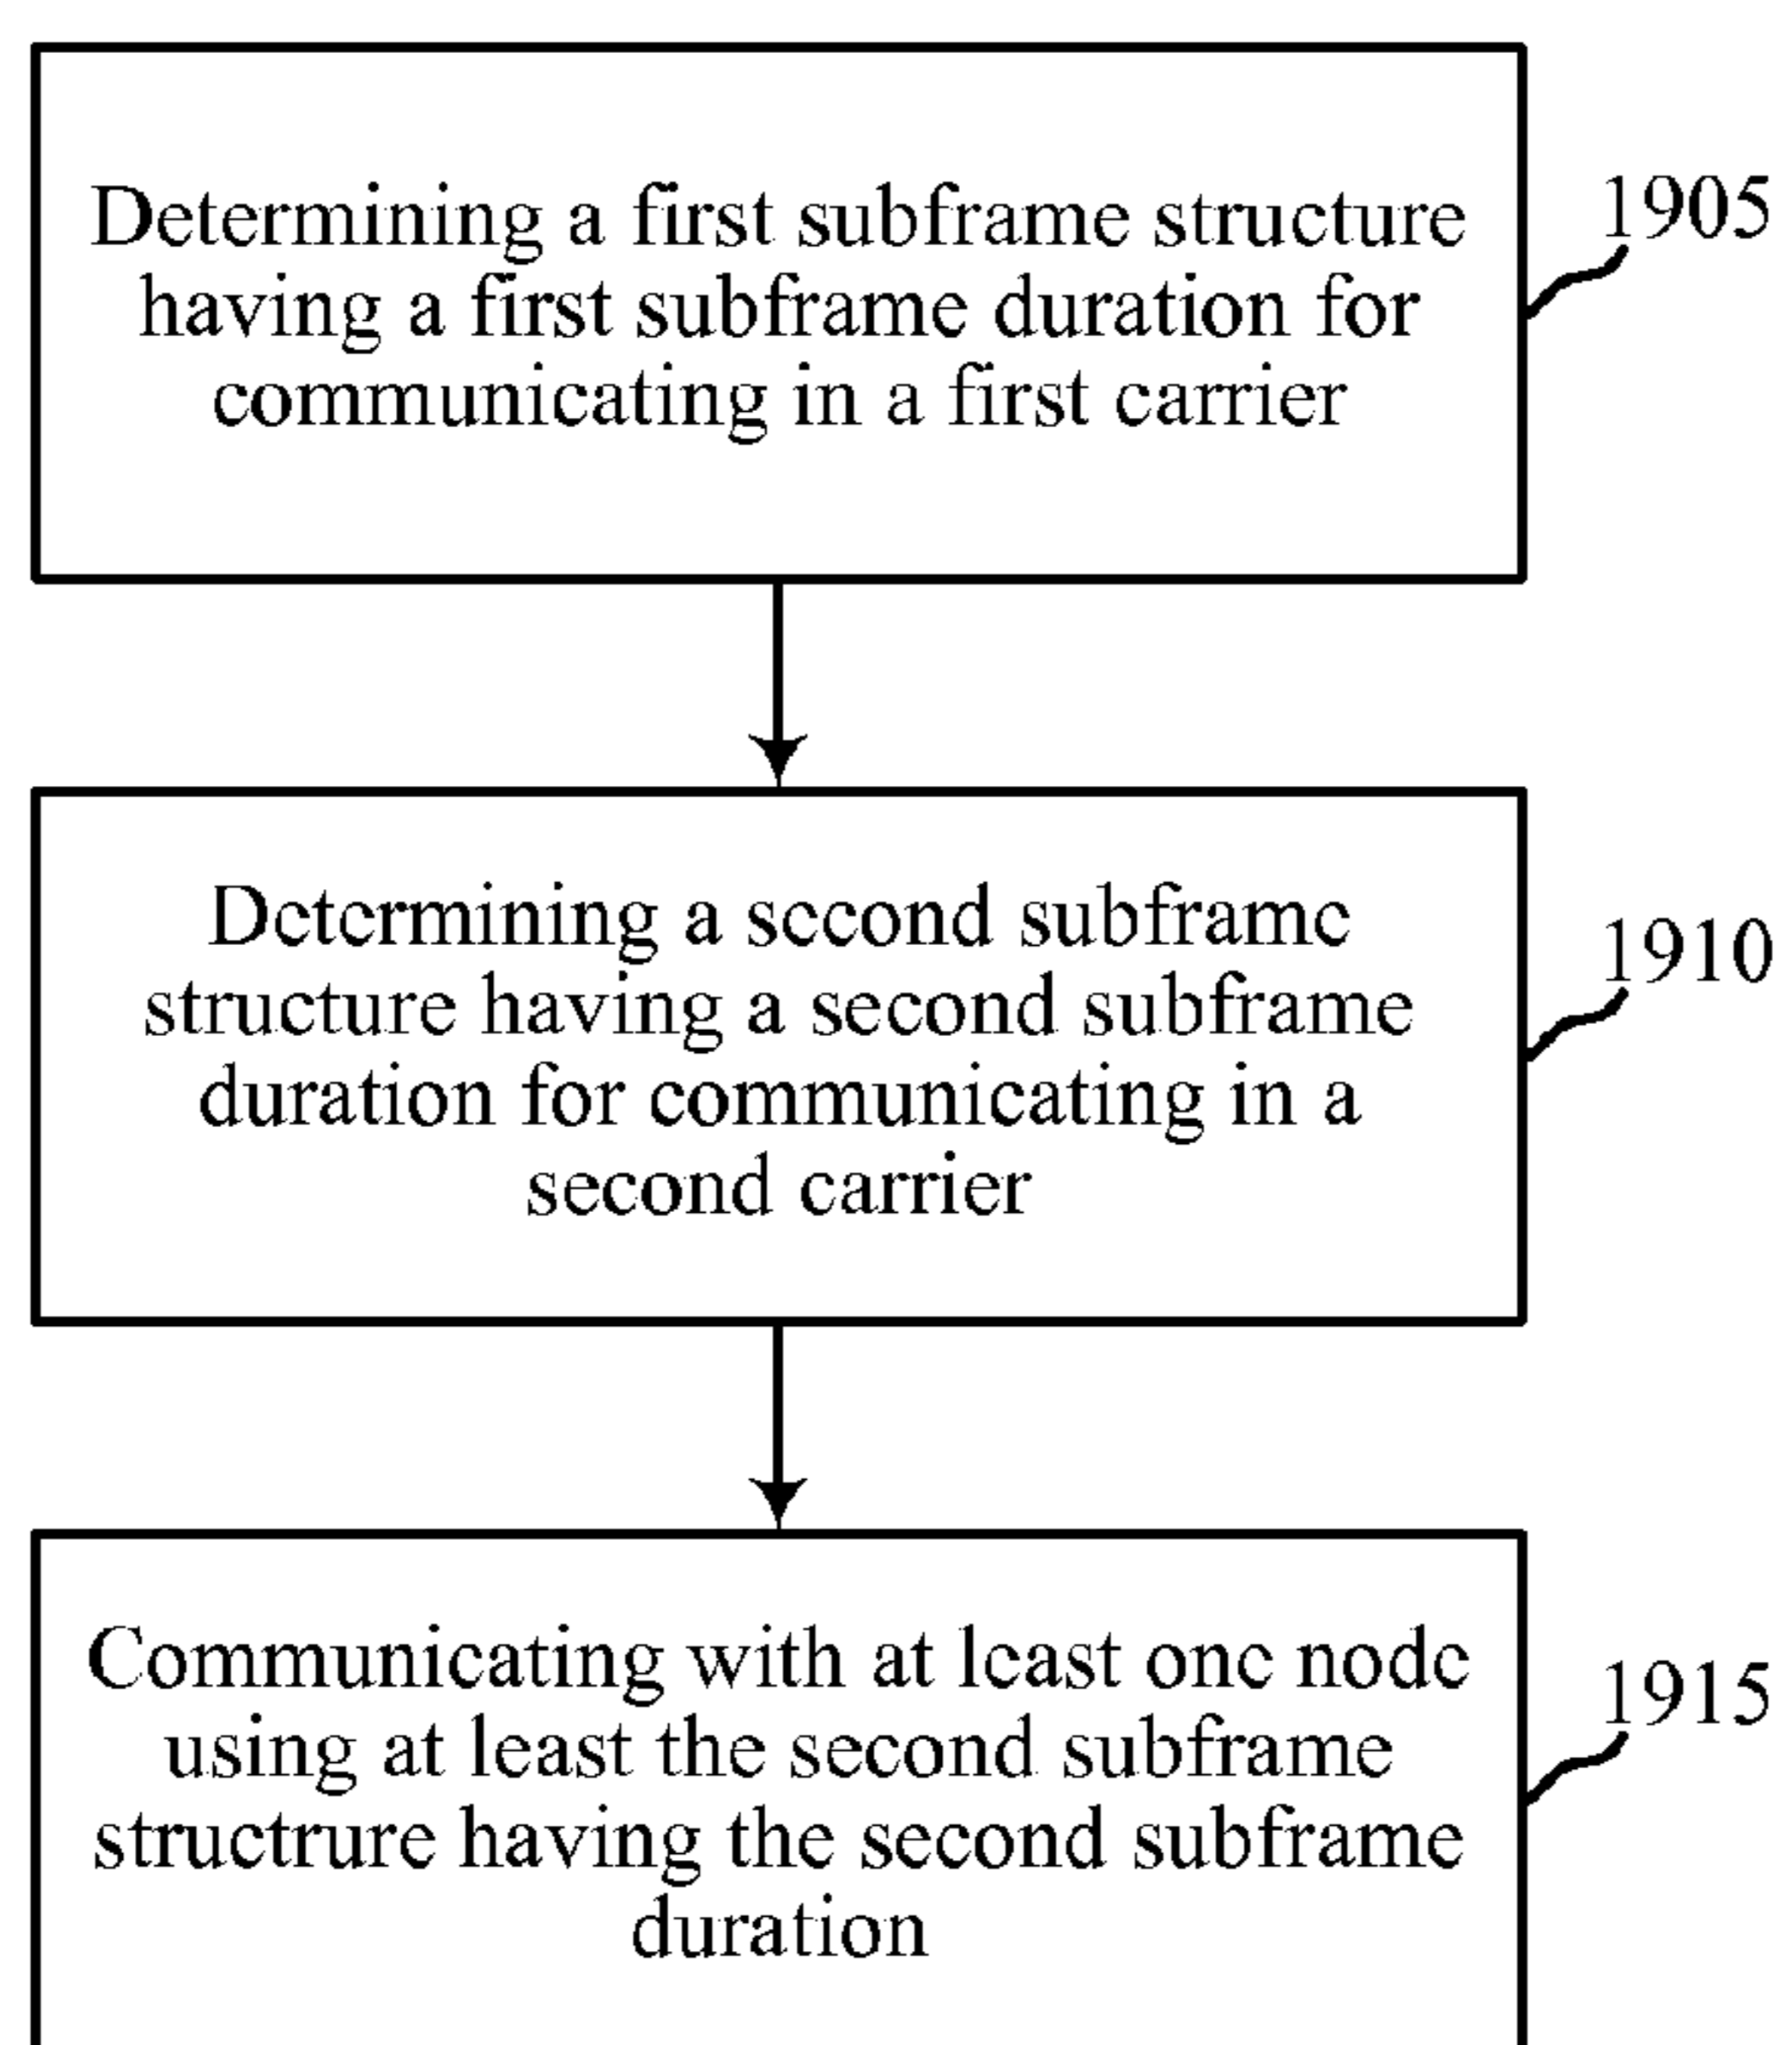 Determining a first subframe structure
having a first subframe duration for
communicating in a first carrier
1905
Determining a second subframe
structure having a second subframe
duration for communicating in a
second carrier
1910
Communicating with at least one node
using at least the second subframe
structrure having the second subframe
duration
1915